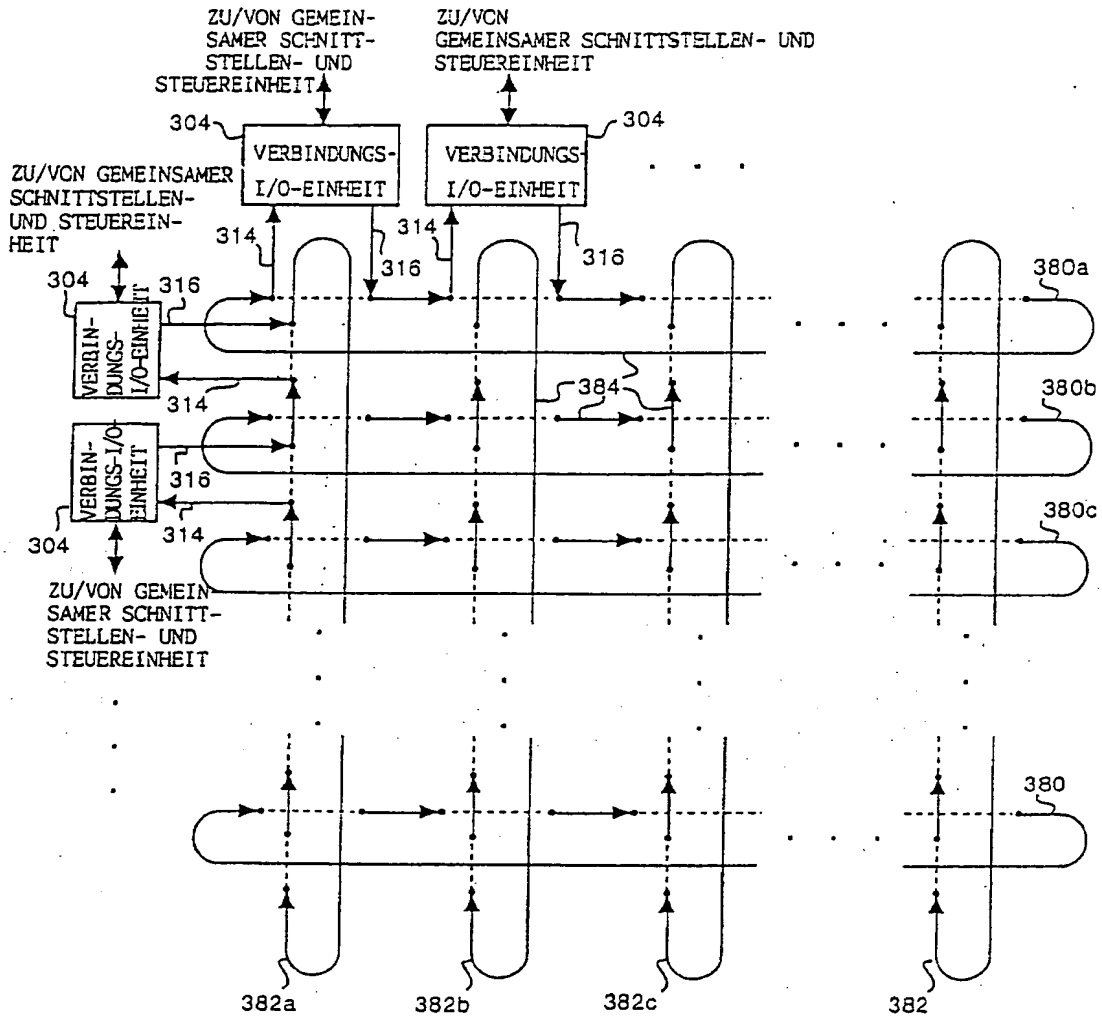 ZU/VON GEMEIN-
SAMER SCHNITT-
STELLEN- UND
STEUEREINHEIT
ZU/VON
GEMEINSAMER SCHNITTSTELLEN- UND
STEUEREINHEIT
304
304
VERBINDUNGS-
I/O-EINHEIT
VERBINDUNGS-
I/O-EINHEIT
ZU/VON GEMEINSAMER
SCHNITTSTELLEN-
UND STEUEREIN-
HEIT
314
316
314
316
304
316
380a
VERBIN-
DUNGS-
I/O-EINHEIT
314
384
380b
VERBIN-
DUNGS-I/O-
EINHEIT
316
314
304
380c
ZU/VON GEMEIN-
SAMER SCHNITT-
STELLEN- UND
STEUEREINHEIT
380
382a
382b
382c
382